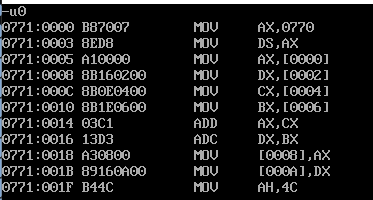 -u0
0771:0000 B87007 MOV AX,0770
0771:0003 8ED8 MOV DS,AX
0771:0005 A10000 MOV AX,[0000]
0771:0008 8B160200 MOV DX,[0002]
0771:000C 8B0E0400 MOV CX,[0004]
0771:0010 8B1E0600 MOV BX,[0006]
0771:0014 03C1 ADD AX,CX
0771:0016 13D3 ADC DX,BX
0771:0018 A30800 MOV [0008],AX
0771:001B 89160A00 MOV [000A],DX
0771:001F B44C MOV AH,4C